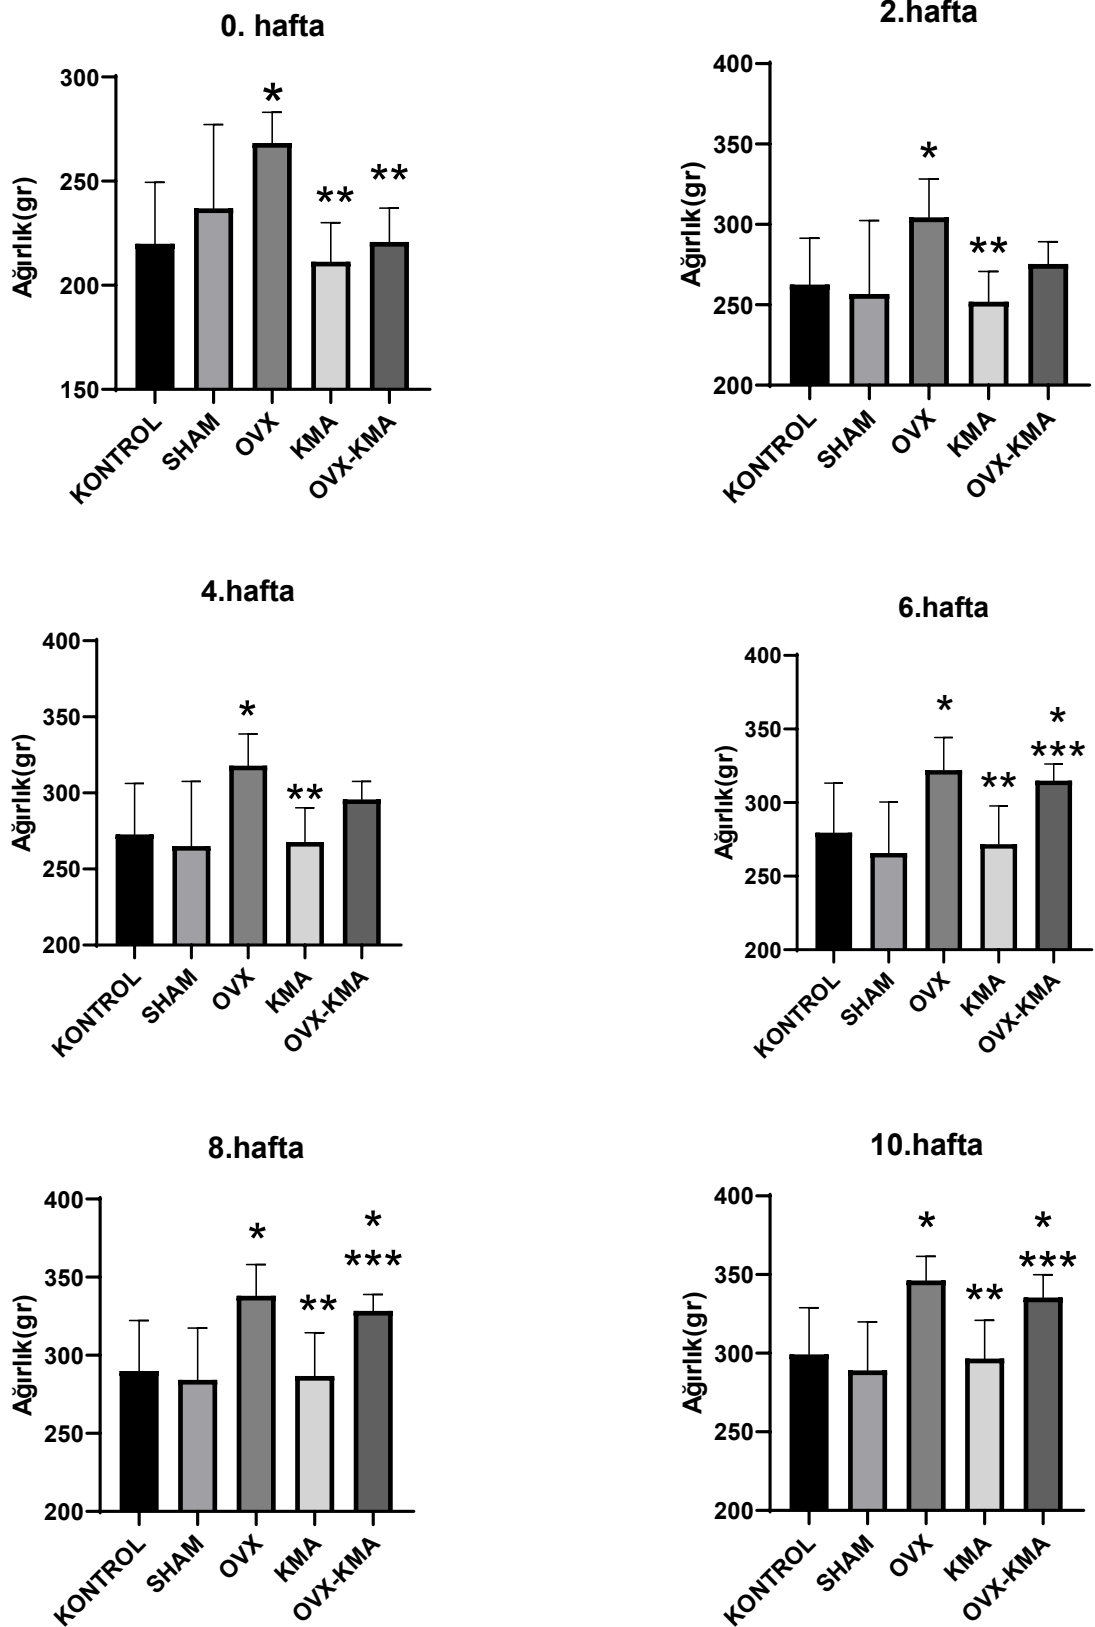 0. hafta
300
250
200
150
Ağırlık(gr)
*
**
**
KONTROL
SHAM
OVX
KMA
OVX-KMA
2.hafta
400
350
300
250
200
Ağırlık(gr)
*
**
KONTROL
SHAM
OVX
KMA
OVX-KMA
4.hafta
400
350
300
250
200
Ağırlık(gr)
*
**
KONTROL
SHAM
OVX
KMA
OVX-KMA
6.hafta
400
350
300
250
200
Ağırlık(gr)
*
**
*
***
KONTROL
SHAM
OVX
KMA
OVX-KMA
8.hafta
400
350
300
250
200
Ağırlık(gr)
*
**
*
***
KONTROL
SHAM
OVX
KMA
OVX-KMA
10.hafta
400
350
300
250
200
Ağırlık(gr)
*
**
*
***
KONTROL
SHAM
OVX
KMA
OVX-KMA